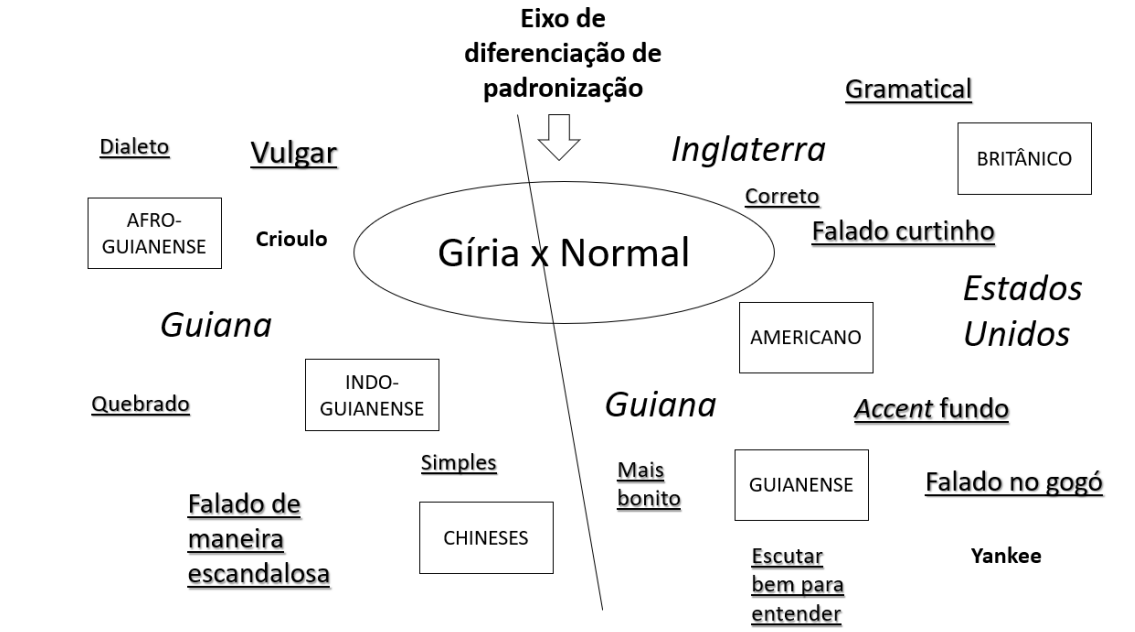 Eixo de
diferenciação de
padronização
Gramatical
Dialeto
Vulgar
Inglaterra
BRITÂNICO
Correto
AFRO-
GUIANENSE
Crioulo
Gíria x Normal
Falado curtinho
Estados
Unidos
Guiana
AMERICANO
INDO-
GUIANENSE
Quebrado
Guiana
Accent fundo
Simples
Mais
bonito
GUIANENSE
Falado no gogó
Falado de
maneira
escandalosa
CHINESES
Escutar
bem para
entender
Yankee